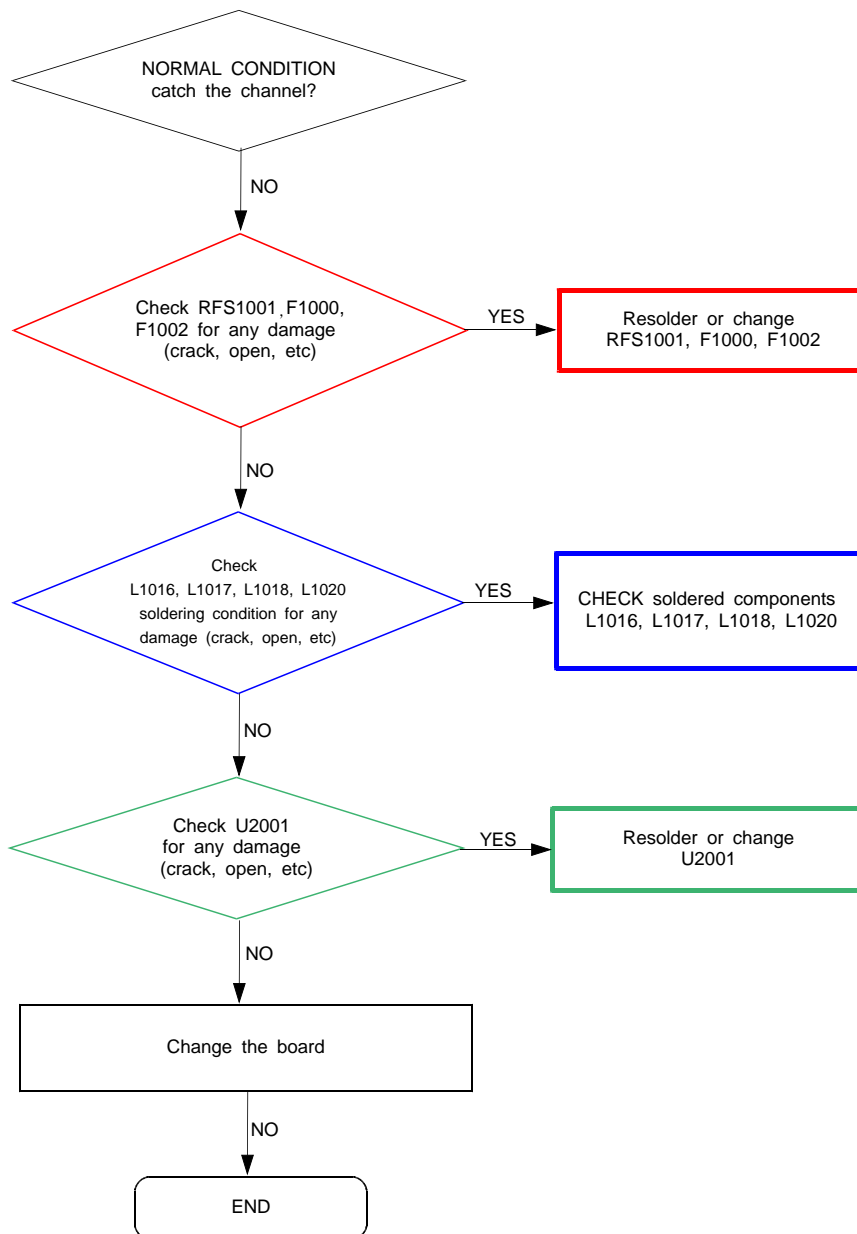 NORMAL CONDITION
catch the channel?
NO
Check RFS1001, F1000,
F1002 for any damage
(crack, open, etc)
YES
Resolder or change
RFS1001, F1000, F1002
NO
Check
L1016, L1017, L1018, L1020
soldering condition for any
damage (crack, open, etc)
YES
CHECK soldered components
L1016, L1017, L1018, L1020
NO
Check U2001
for any damage
(crack, open, etc)
YES
Resolder or change
U2001
NO
Change the board
NO
END